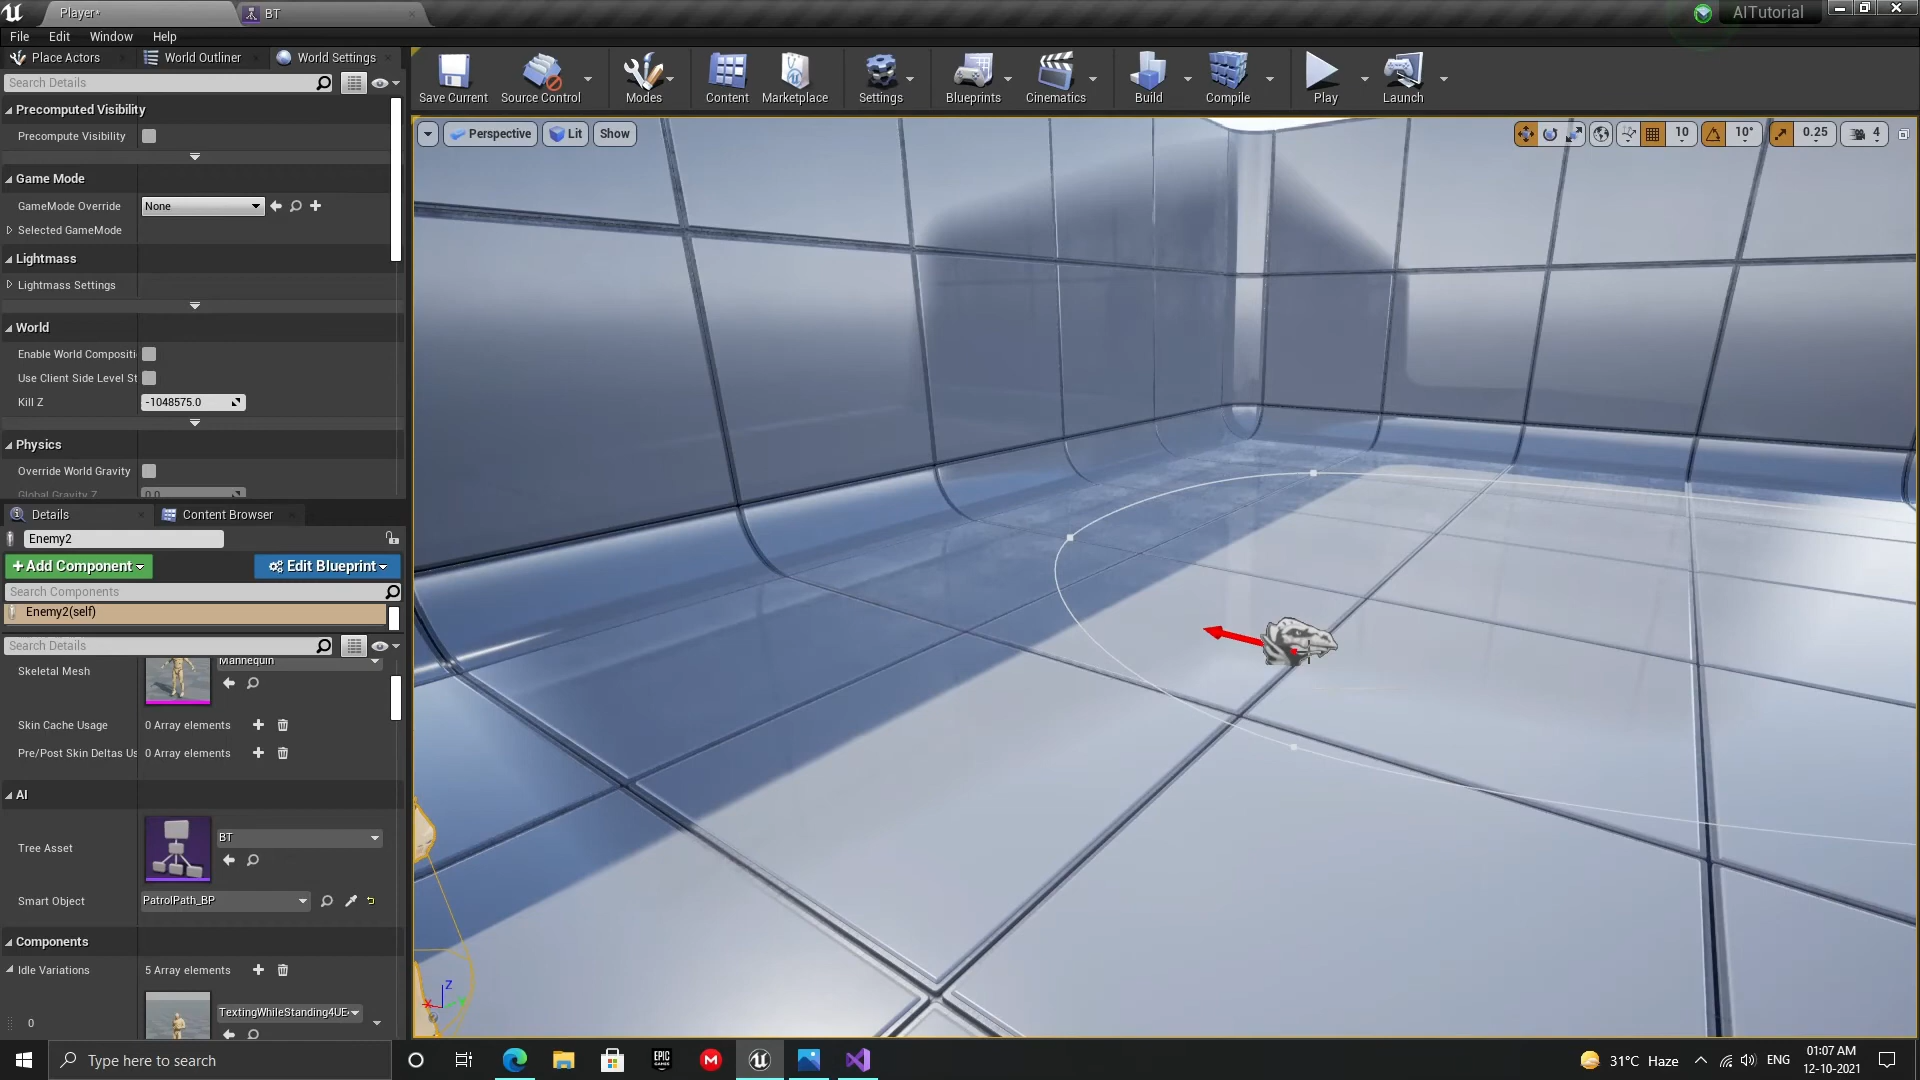 Player*
BT
AITutorial
File Edit Window Help
Place Actors
World Outliner
World Settings
Search Details
Precomputed Visibility
Precompute Visibility
Game Mode
GameMode Override
None
Selected GameMode
Lightmass
Lightmass Settings
World
Enable World Compositi
Use Client Side Level St
Kill Z
-1048575.0
Physics
Override World Gravity
Global Gravity Z
0.0
Save Current
Source Control
Modes
Content
Marketplace
Settings
Blueprints
Cinematics
Build
Compile
Play
Launch
Perspective
Lit
Show
10
10°
0.25
4
Details
Content Browser
Enemy2
+Add Component
Edit Blueprint
Search Components
Enemy2(self)
Search Details
Skeletal Mesh
Mannequin
Skin Cache Usage
0 Array elements
Pre/Post Skin Deltas Us
0 Array elements
AI
Tree Asset
BT
Smart Object
PatrolPath_BP
Components
Idle Variations
5 Array elements
0
TextingWhileStanding4UE
Z
X
Y
Type here to search
EPIC GAMES
31°C Haze
ENG
01:07 AM
12-10-2021